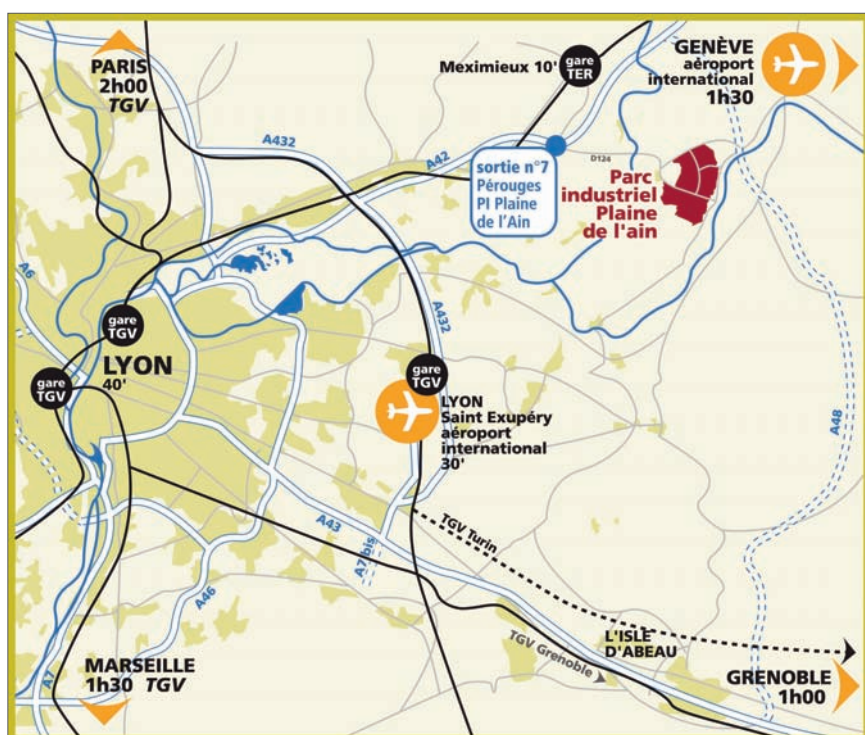 PARIS
2h00
TGV
Meximieux 10'
gare
TER
GENÈVE
aéroport
international
1h30
A432
A42
sortie n°7
Pérouges
PI Plaine
de l'Ain
D124
Parc
industriel
Plaine
de l'ain
A6
gare
TGV
LYON
40'
gare
TGV
A432
gare
TGV
LYON
Saint Exupéry
aéroport
international
30'
A48
A43
A7 bis
TGV Turin
A46
A7
MARSEILLE
1h30 TGV
TGV Grenoble
L'ISLE
D'ABEAU
GRENOBLE
1h00